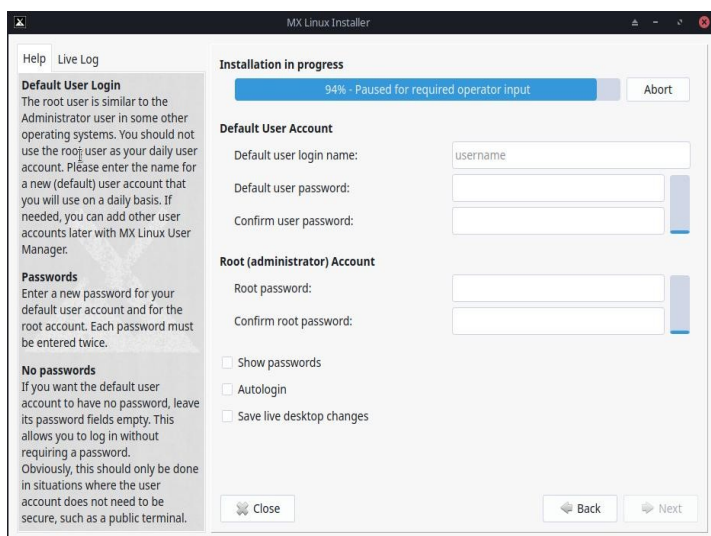 MX Linux Installer
Help
Live Log
Default User Login
The root user is similar to the
Administrator user in some other
operating systems. You should not
use the root user as your daily user
account. Please enter the name for
a new (default) user account that
you will use on a daily basis. If
needed, you can add other user
accounts later with MX Linux User
Manager.
Passwords
Enter a new password for your
default user account and for the
root account. Each password must
be entered twice.
No passwords
If you want the default user
account to have no password, leave
its password fields empty. This
allows you to log in without
requiring a password.
Obviously, this should only be done
in situations where the user
account does not need to be
secure, such as a public terminal.
Installation in progress
94% - Paused for required operator input
Abort
Default User Account
Default user login name:
username
Default user password:
Confirm user password:
Root (administrator) Account
Root password:
Confirm root password:
Show passwords
Autologin
Save live desktop changes
Close
Back
Next